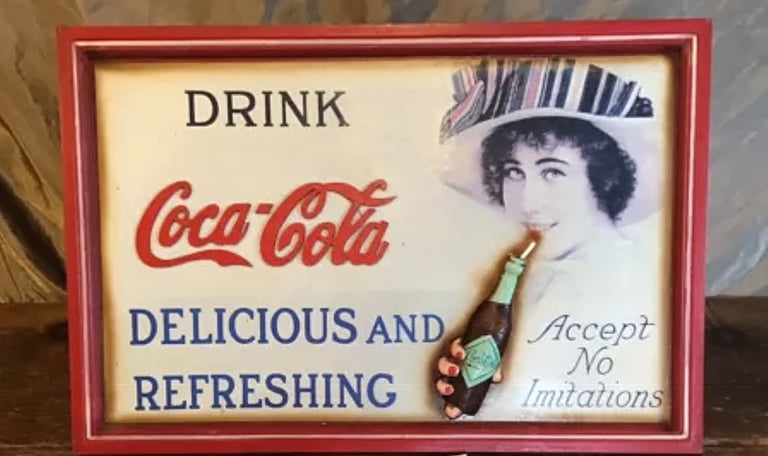 DRINK
Coca-Cola
DELICIOUS AND
REFRESHING
Accept
No
Imitations